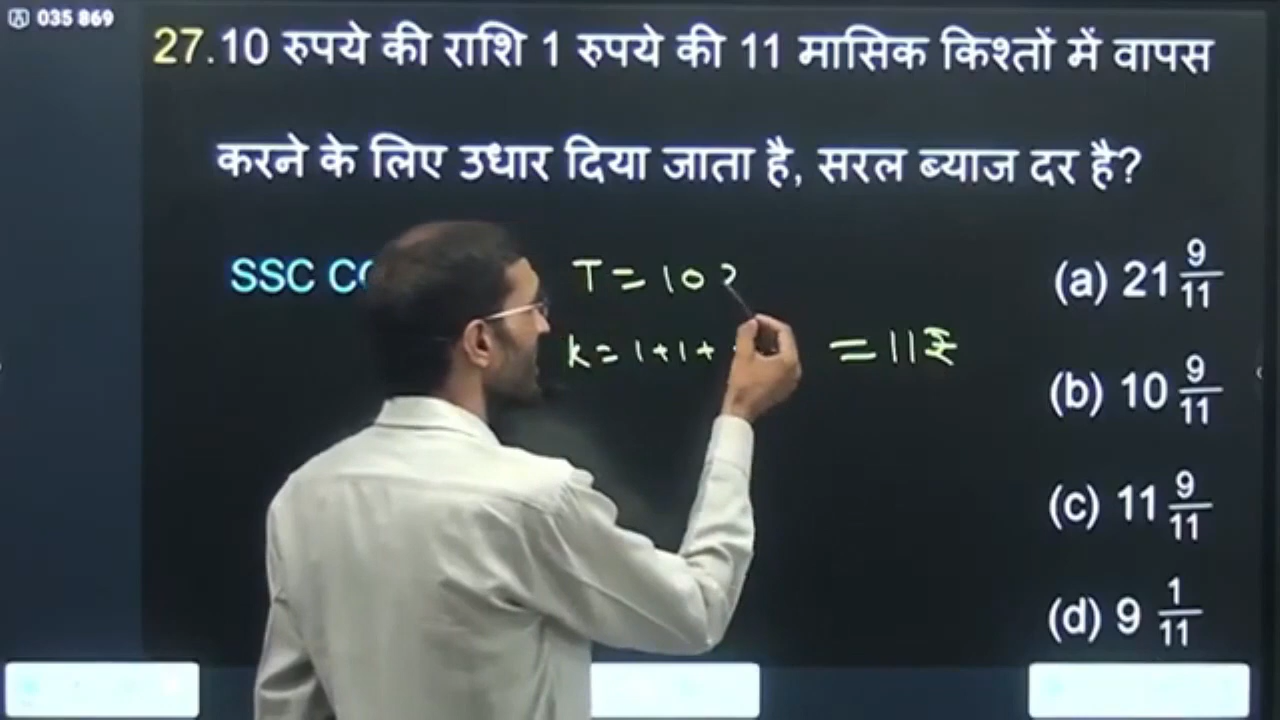 035 869
27.10 रुपये की राशि 1 रुपये की 11 मासिक किश्तों में वापस
करने के लिए उधार दिया जाता है, सरल ब्याज दर है?
SSC
T = 10 ₹
K = 1 + 1 + = 11₹
(a) 21 9/11
(b) 10 9/11
(c) 11 9/11
(d) 9 1/11